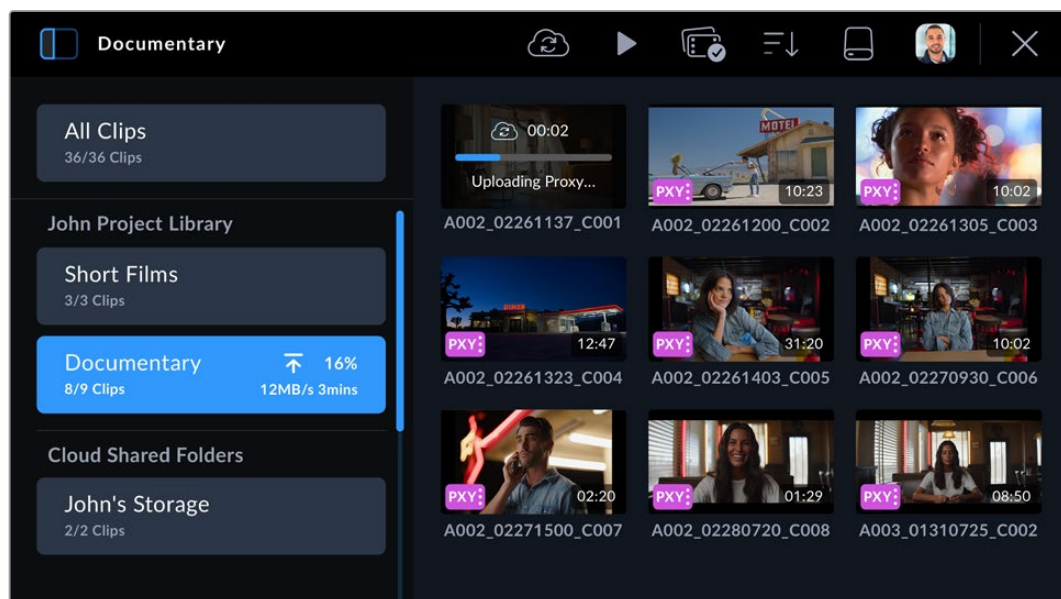 Documentary
All Clips
36/36 Clips
John Project Library
Short Films
3/3 Clips
Documentary 16%
8/9 Clips 12MB/s 3mins
Cloud Shared Folders
John's Storage
2/2 Clips
00:02
Uploading Proxy...
A002_02261137_C001
MOTEL
PXY 10:23
A002_02261200_C002
PXY 10:02
A002_02261305_C003
DINER
PXY 12:47
A002_02261323_C004
PXY 31:20
A002_02261403_C005
PXY 10:02
A002_02270930_C006
PXY 02:20
A002_02271500_C007
PXY 01:29
A002_02280720_C008
PXY 08:50
A003_01310725_C002